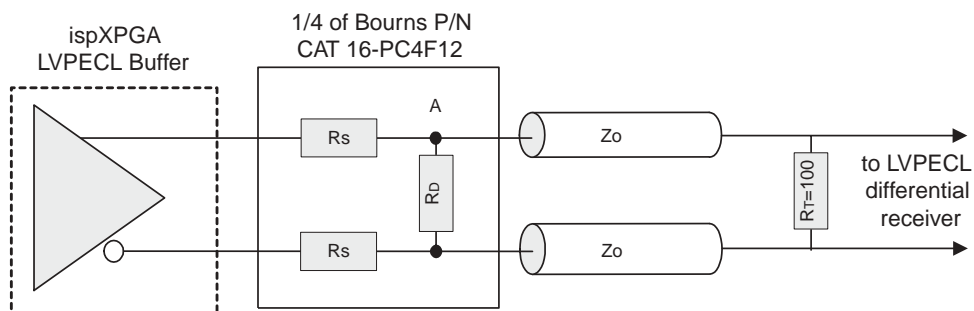 ispXPGA
LVPECL Buffer
1/4 of Bourns P/N
CAT 16-PC4F12
A
Rs
RD
Rs
Zo
Zo
RT=100
to LVPECL
differential
receiver